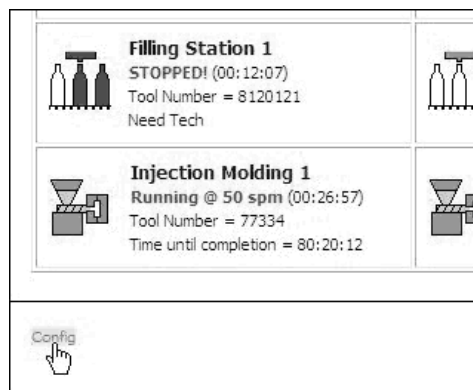 Filling Station 1
STOPPED! (00:12:07)
Tool Number = 8120121
Need Tech
Injection Molding 1
Running @ 50 spm (00:26:57)
Tool Number = 77334
Time until completion = 80:20:12
Config